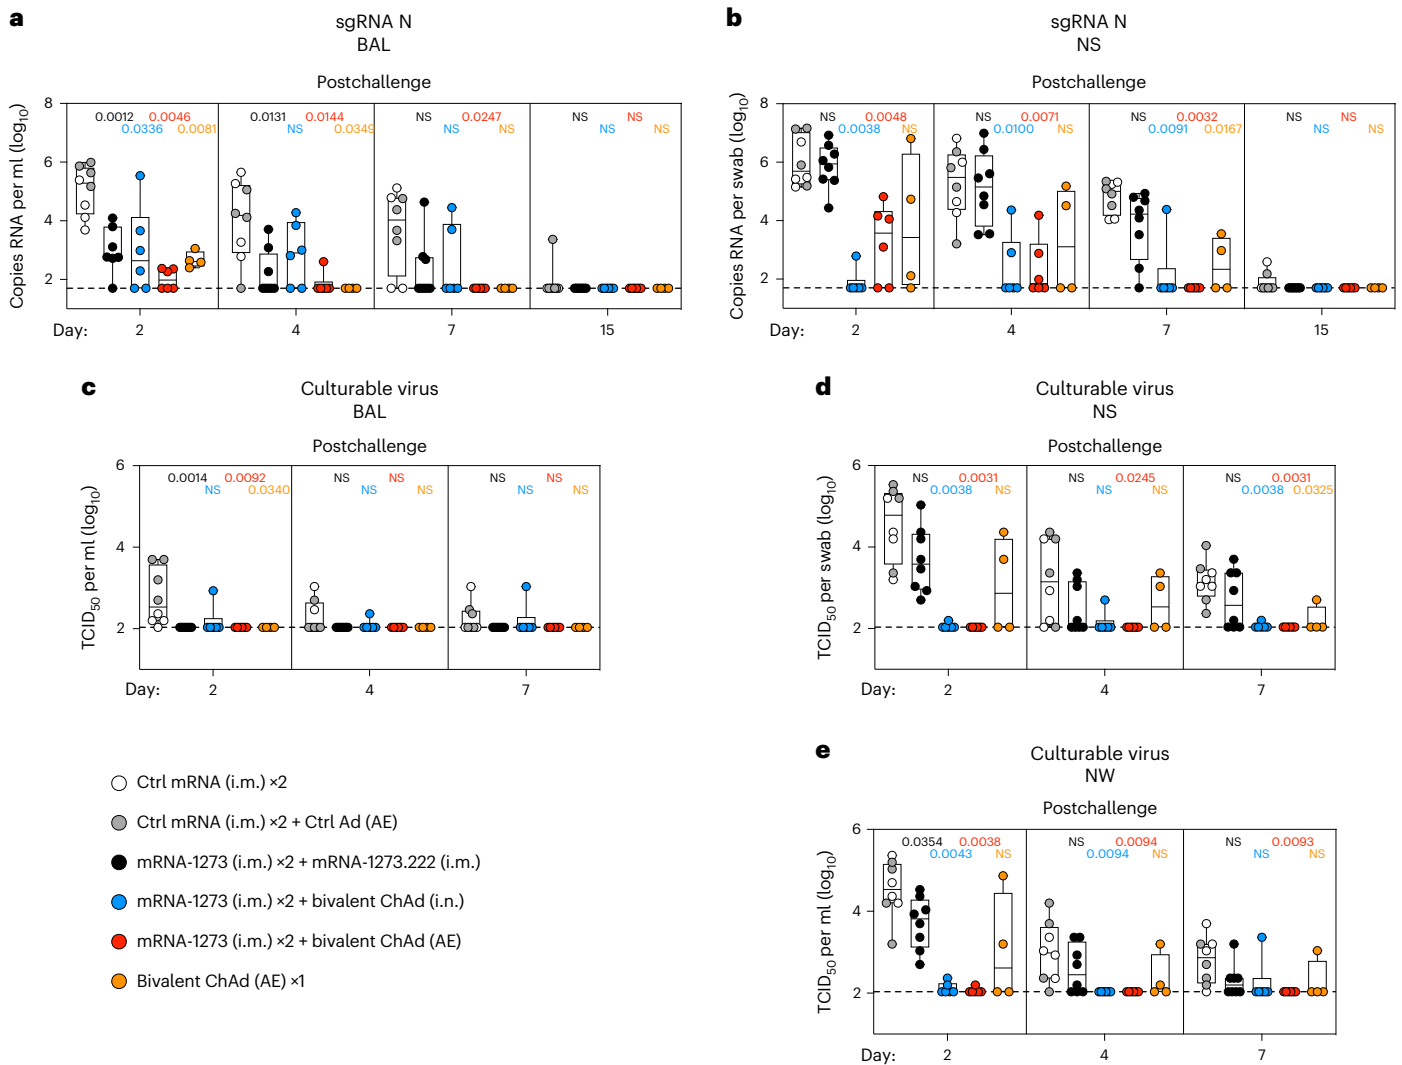 a
sgRNA N
BAL
Postchallenge
Copies RNA per ml (log10)
8
6
4
2
0.0012 0.0046
0.0336 0.0081
0.0131 0.0144
NS 0.0349
NS 0.0247
NS NS
NS NS
NS NS
Day: 2 4 7 15
b
sgRNA N
NS
Postchallenge
Copies RNA per swab (log10)
8
6
4
2
NS 0.0048
0.0038 NS
NS 0.0071
0.0100 NS
NS 0.0032
0.0091 0.0167
NS NS
NS NS
Day: 2 4 7 15
c
Culturable virus
BAL
Postchallenge
TCID50 per ml (log10)
6
4
2
0.0014 0.0092
NS 0.0340
NS NS
NS NS
NS NS
NS NS
Day: 2 4 7
d
Culturable virus
NS
Postchallenge
TCID50 per swab (log10)
6
4
2
NS 0.0031
0.0038 NS
NS 0.0245
NS NS
NS 0.0031
0.0038 0.0325
Day: 2 4 7
Ctrl mRNA (i.m.) ×2
Ctrl mRNA (i.m.) ×2 + Ctrl Ad (AE)
mRNA-1273 (i.m.) ×2 + mRNA-1273.222 (i.m.)
mRNA-1273 (i.m.) ×2 + bivalent ChAd (i.n.)
mRNA-1273 (i.m.) ×2 + bivalent ChAd (AE)
Bivalent ChAd (AE) ×1
e
Culturable virus
NW
Postchallenge
TCID50 per ml (log10)
6
4
2
0.0354 0.0038
0.0043 NS
NS 0.0094
0.0094 NS
NS 0.0093
NS NS
Day: 2 4 7